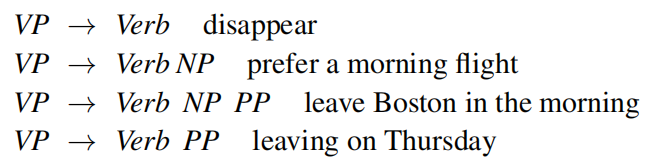 VP → Verb disappear
VP → Verb NP prefer a morning flight
VP → Verb NP PP leave Boston in the morning
VP → Verb PP leaving on Thursday